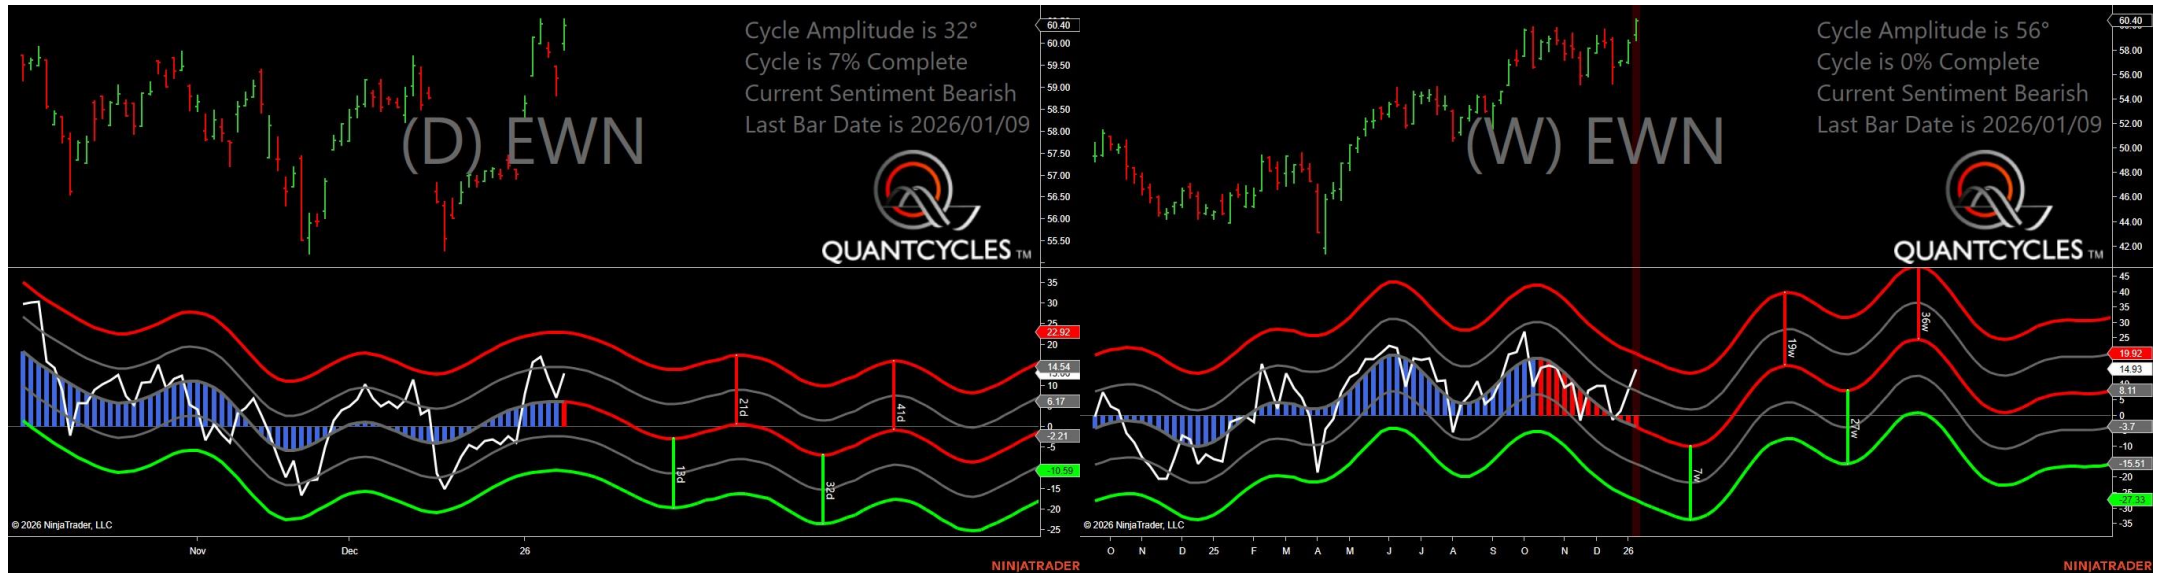 Cycle Amplitude is 32°
Cycle is 7% Complete
Current Sentiment Bearish
Last Bar Date is 2026/01/09
(D) EWN
QUANTCYCLES TM
60.40
60.00
59.50
59.00
58.50
58.00
57.50
57.00
56.50
56.00
55.50
35
30
25
22.92
20
14.54
10
6.17
0
-2.21
-5
-10.59
-15
-20
-25
13d
21d
32d
41d
© 2026 NinjaTrader, LLC
Nov
Dec
26
NINJATRADER
Cycle Amplitude is 56°
Cycle is 0% Complete
Current Sentiment Bearish
Last Bar Date is 2026/01/09
(W) EWN
QUANTCYCLES TM
60.40
58.00
56.00
54.00
52.00
50.00
48.00
46.00
44.00
42.00
45
40
35
30
25
19.92
14.93
8.11
5
0
-3.7
-10
-15.51
-20
-27.33
-30
-35
7w
19w
27w
36w
© 2026 NinjaTrader, LLC
O N D 25 F M A M J J A S O N D 26
NINJATRADER